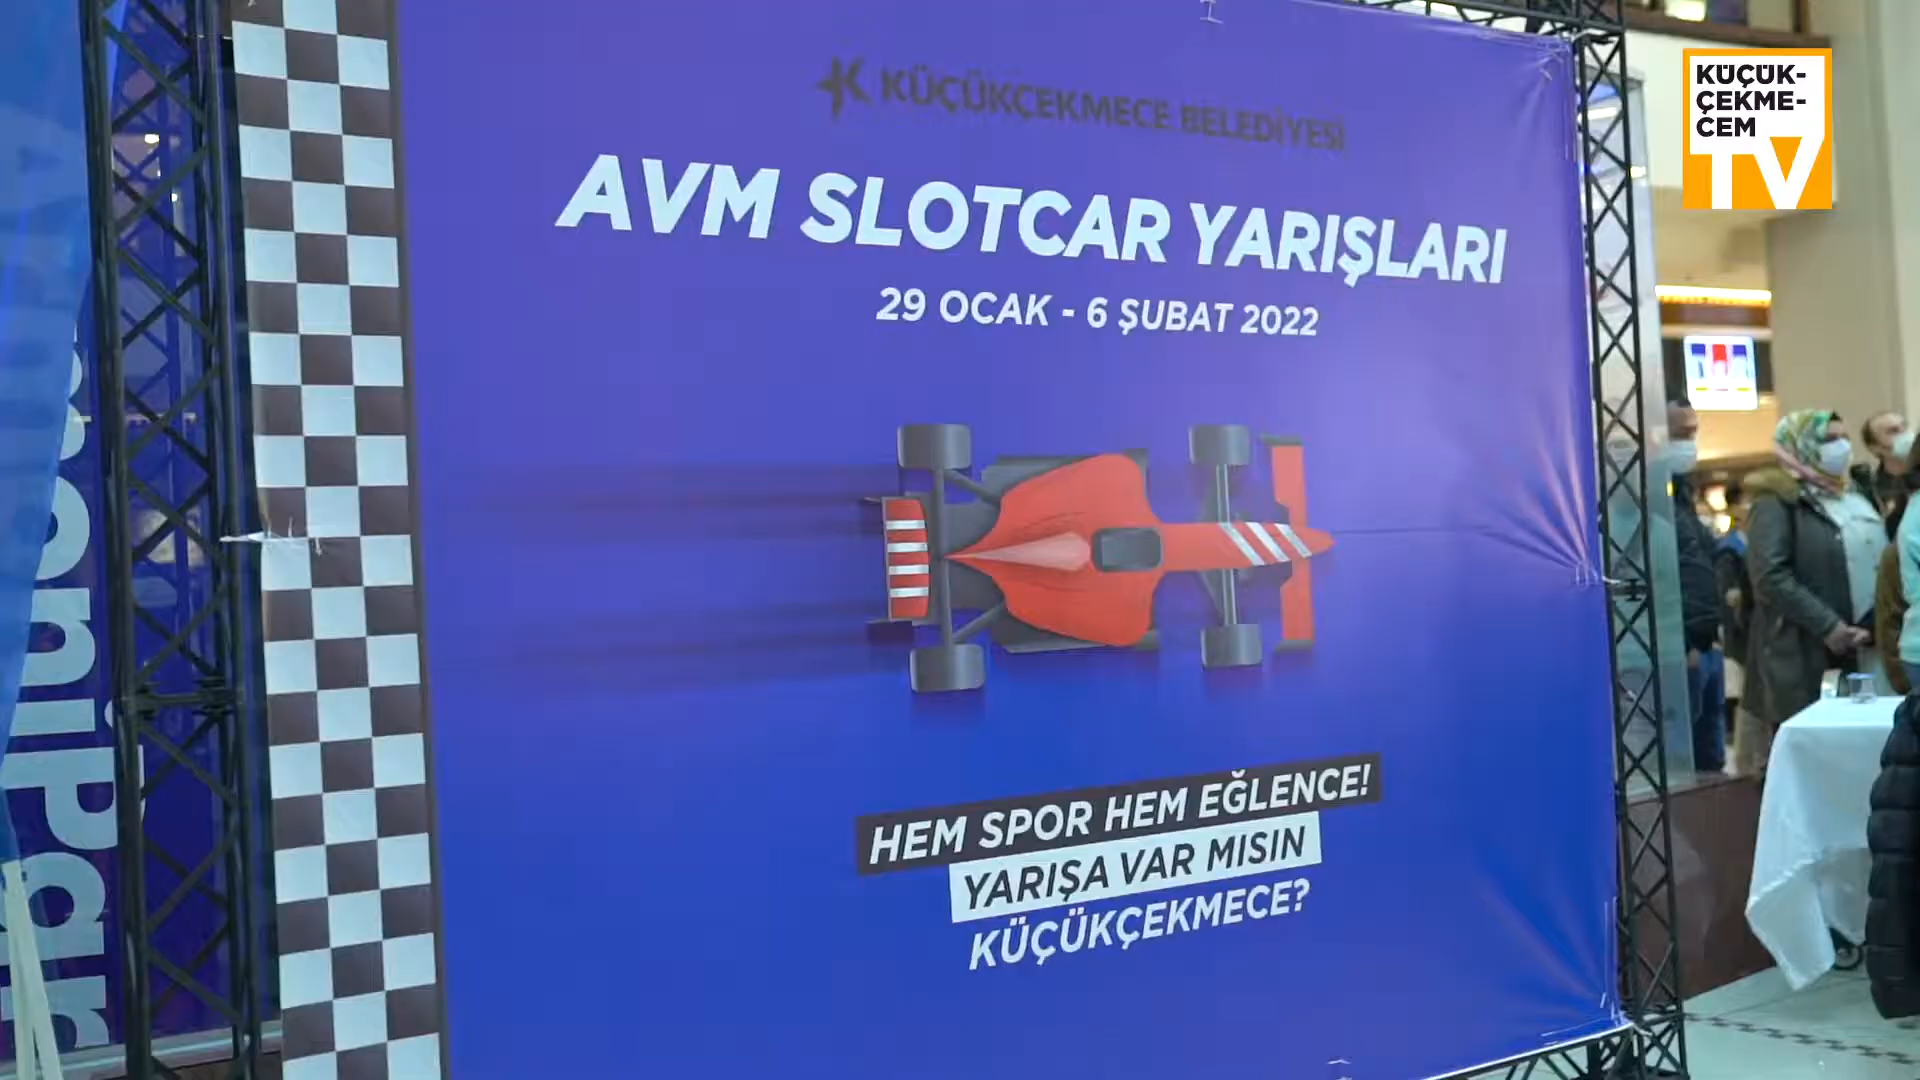 KÜÇÜKÇEKMECE BELEDİYESİ
AVM SLOTCAR YARIŞLARI
29 OCAK - 6 ŞUBAT 2022
HEM SPOR HEM EĞLENCE!
YARIŞA VAR MISIN
KÜÇÜKÇEKMECE?
KÜÇÜK-
ÇEKME-
CEM
TV